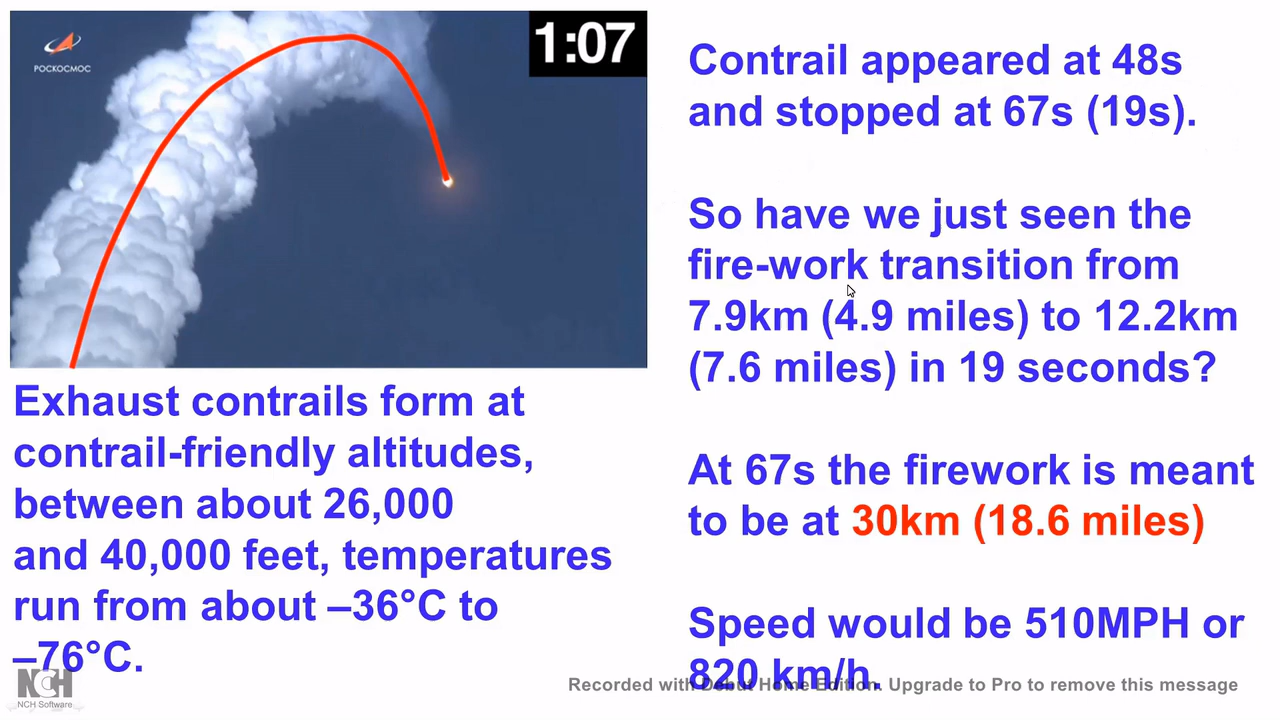 РОСКОСМОС
1:07
Exhaust contrails form at
contrail-friendly altitudes,
between about 26,000
and 40,000 feet, temperatures
run from about –36°C to
–76°C.
Contrail appeared at 48s
and stopped at 67s (19s).
So have we just seen the
fire-work transition from
7.9km (4.9 miles) to 12.2km
(7.6 miles) in 19 seconds?
At 67s the firework is meant
to be at 30km (18.6 miles)
Speed would be 510MPH or
820 km/h.
NCH
NCH Software
Recorded with Debut Home Edition. Upgrade to Pro to remove this message